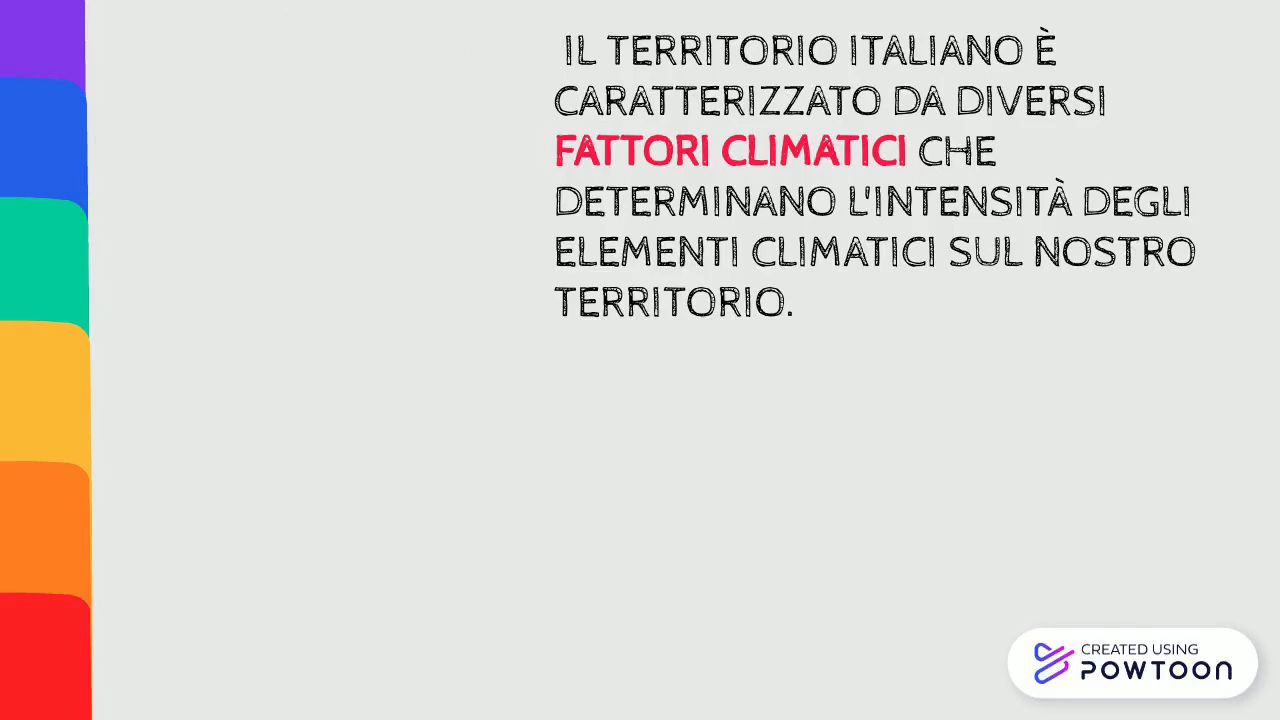 IL TERRITORIO ITALIANO È
CARATTERIZZATO DA DIVERSI
FATTORI CLIMATICI CHE
DETERMINANO L'INTENSITÀ DEGLI
ELEMENTI CLIMATICI SUL NOSTRO
TERRITORIO.
CREATED USING
POWTOON